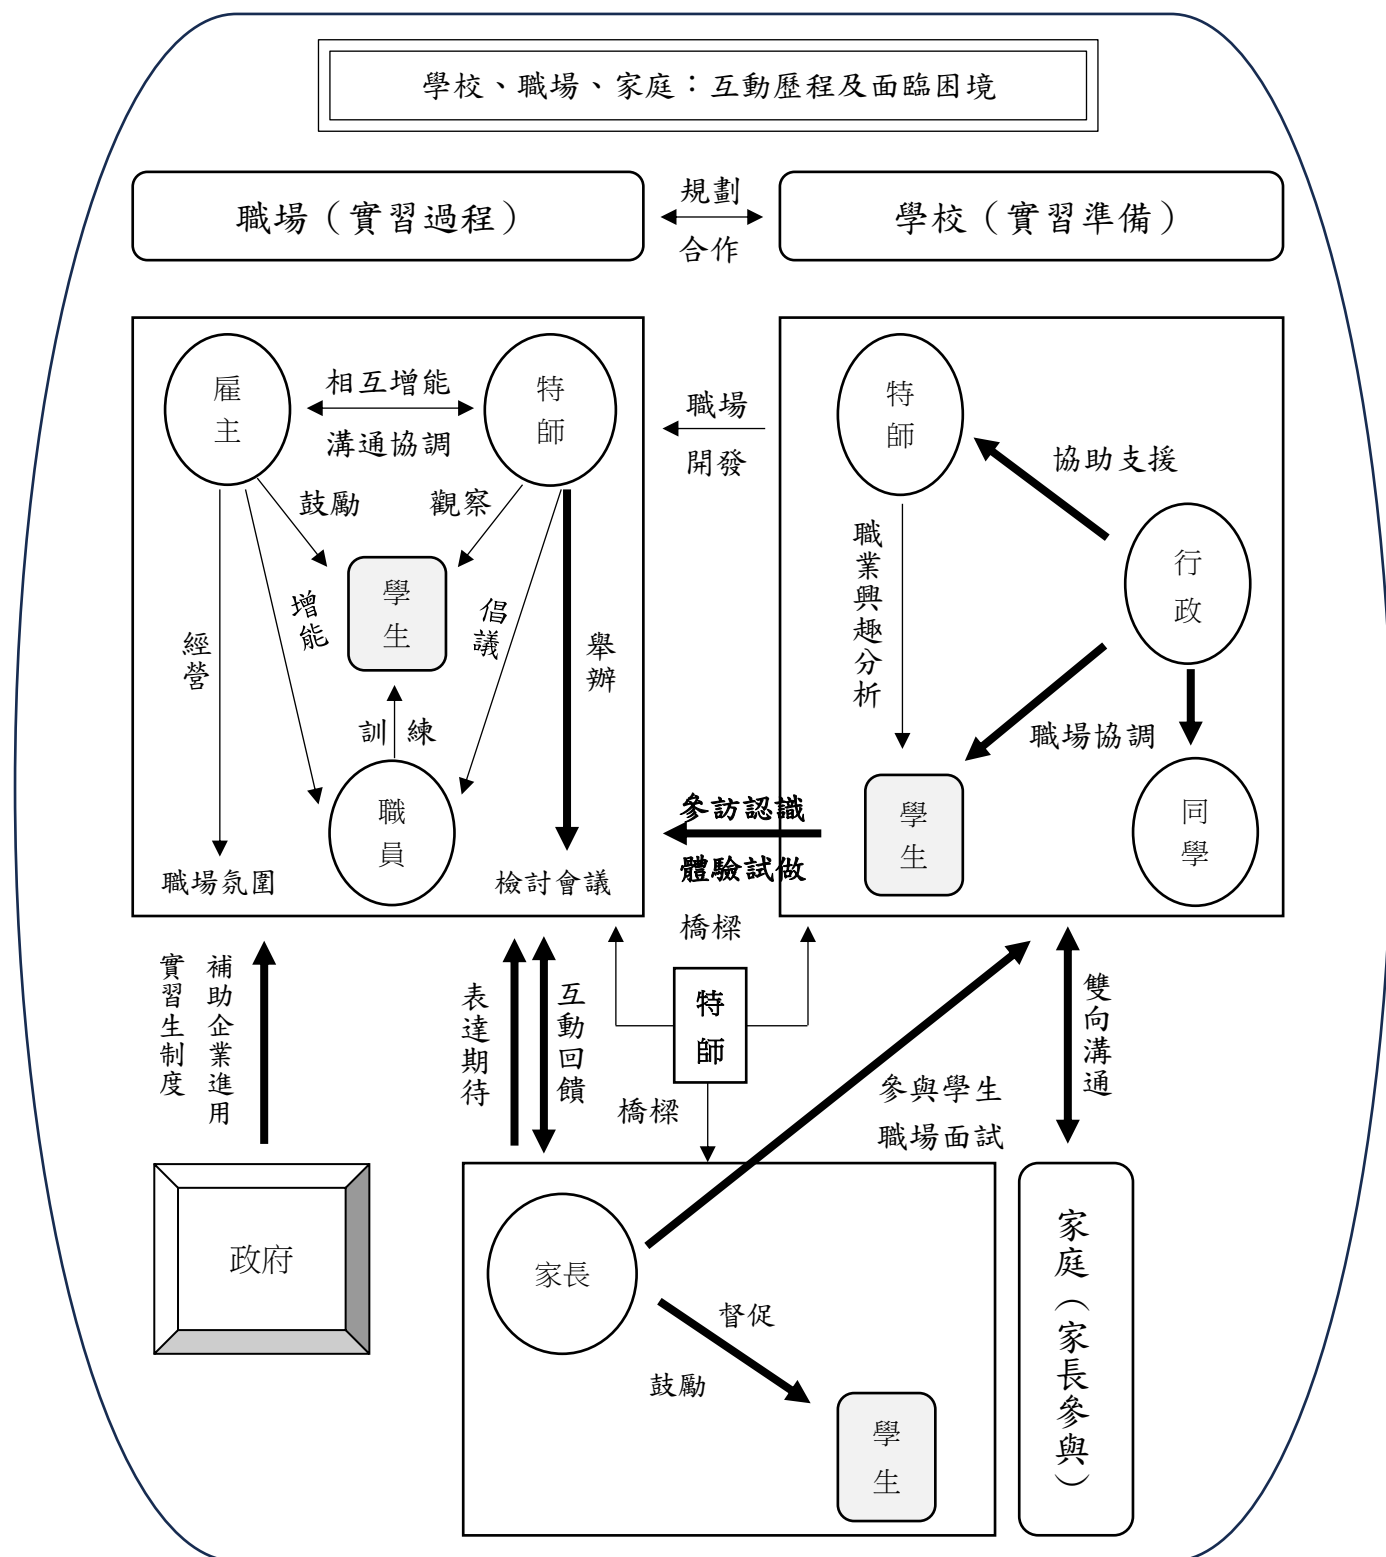 學校、職場、家庭：互動歷程及面臨困境
職場（實習過程）
規劃
合作
學校（實習準備）
雇主
相互增能
溝通協調
特師
鼓勵
觀察
學生
增能
倡議
經營
舉辦
訓練
職員
職場氛圍
檢討會議
職場
開發
特師
協助支援
職業興趣分析
行政
職場協調
學生
同學
參訪認識
體驗試做
橋樑
特師
橋樑
實習生制度
補助企業進用
表達期待
互動回饋
參與學生
職場面試
雙向溝通
政府
家長
督促
鼓勵
學生
家庭（家長參與）